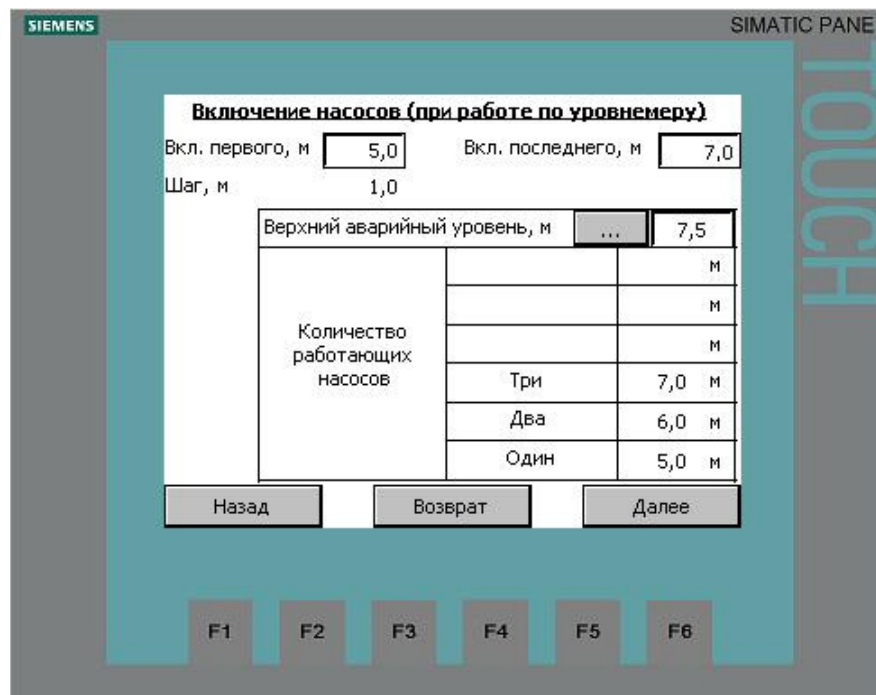 SIEMENS
SIMATIC PANE
TOUCH
Включение насосов (при работе по уровнемеру)
Вкл. первого, м 5,0 Вкл. последнего, м 7,0
Шаг, м 1,0
Верхний аварийный уровень, м ... 7,5
м
м
м
Количество
работающих
насосов
Три 7,0 м
Два 6,0 м
Один 5,0 м
Назад Возврат Далее
F1 F2 F3 F4 F5 F6